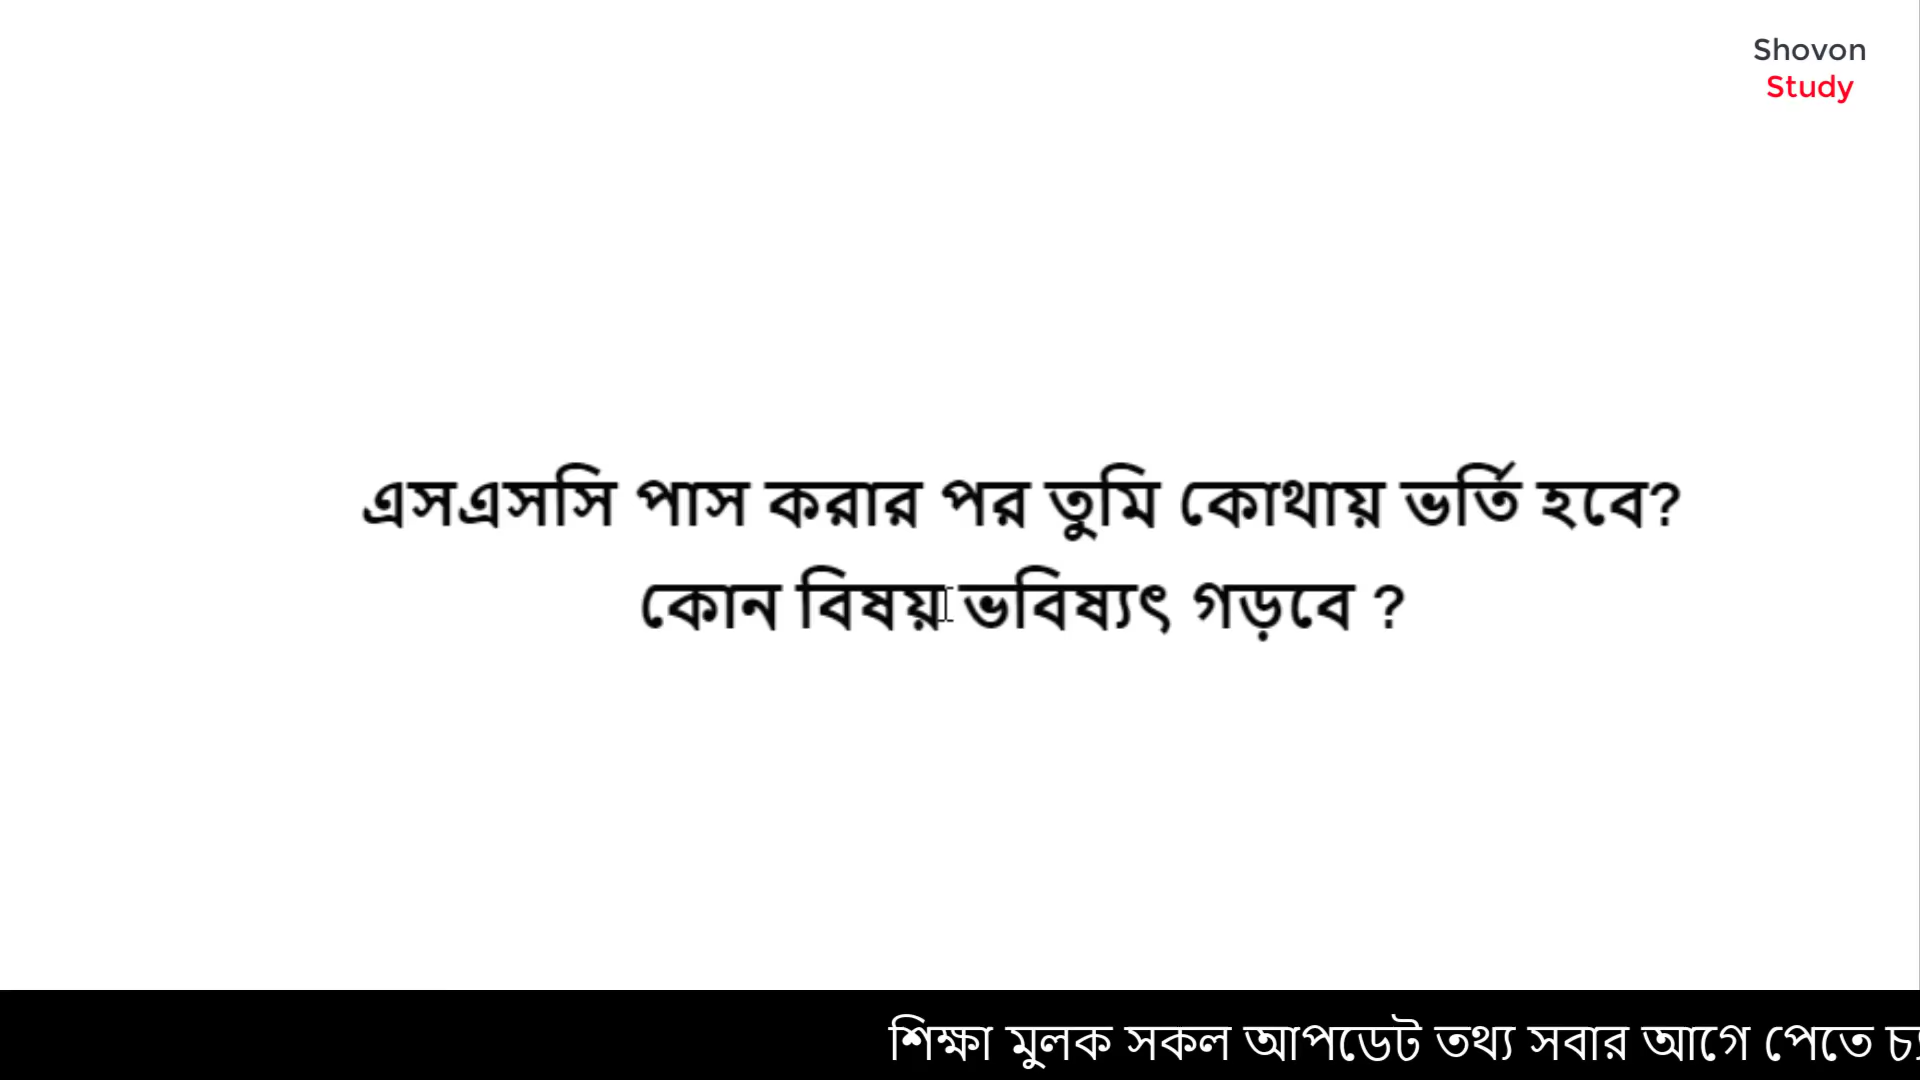 Shovon
Study
এসএসসি পাস করার পর তুমি কোথায় ভর্তি হবে?
কোন বিষয় ভবিষ্যৎ গড়বে ?
শিক্ষা মুলক সকল আপডেট তথ্য সবার আগে পেতে